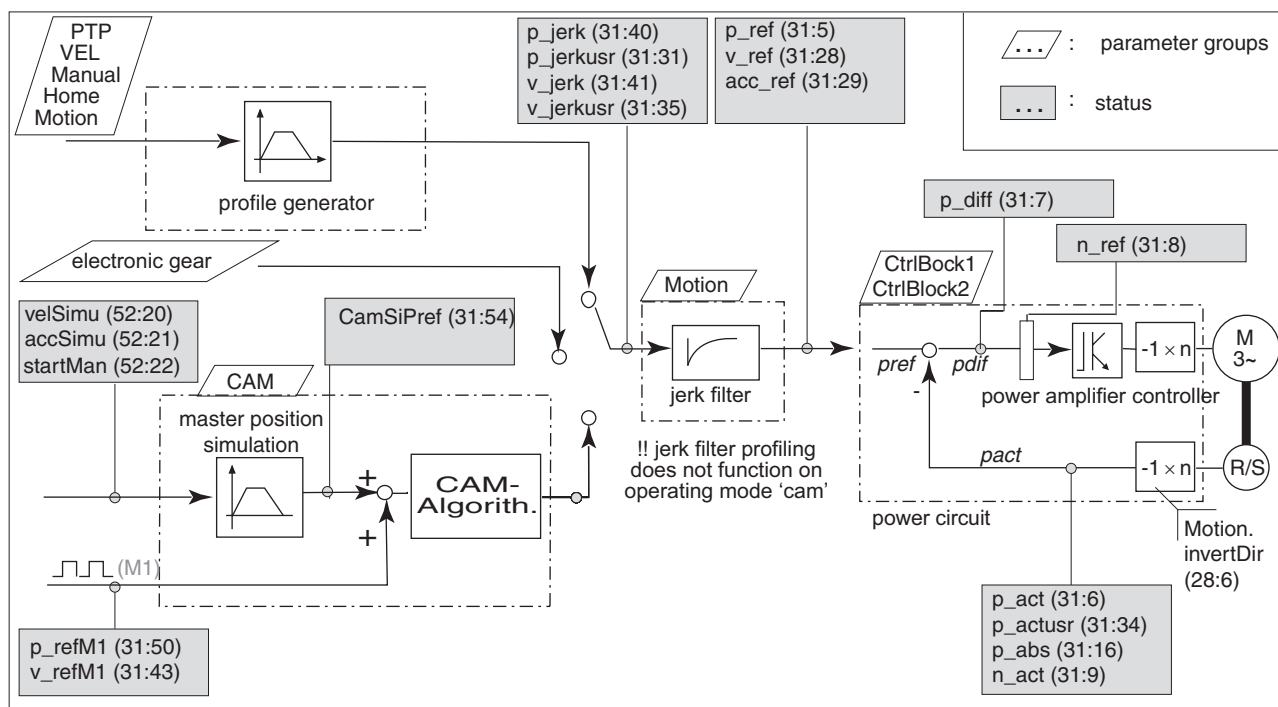 PTP
VEL
Manual
Home
Motion
profile generator
electronic gear
velSimu (52:20)
accSimu (52:21)
startMan (52:22)
CamSiPref (31:54)
CAM
master position
simulation
+
CAM-
Algorith.
+
(M1)
p_refM1 (31:50)
v_refM1 (31:43)
p_jerk (31:40)
p_jerkusr (31:31)
v_jerk (31:41)
v_jerkusr (31:35)
p_ref (31:5)
v_ref (31:28)
acc_ref (31:29)
... : parameter groups
... : status
Motion
jerk filter
!! jerk filter profiling
does not function on
operating mode 'cam'
p_diff (31:7)
n_ref (31:8)
CtrlBock1
CtrlBlock2
pref
-
pdif
-1 × n
M
3~
power amplifier controller
pact
-1 × n
R/S
power circuit
Motion.
invertDir
(28:6)
p_act (31:6)
p_actusr (31:34)
p_abs (31:16)
n_act (31:9)